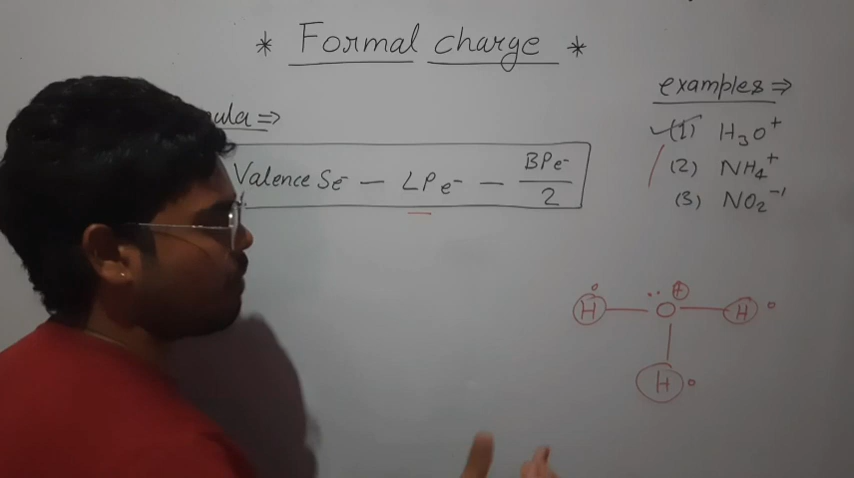 * Formal charge *
ula ⇒
Valence Se⁻ — LPe⁻ — BPe⁻/2
examples ⇒
✓(1) H₃O⁺
(2) NH₄⁺
(3) NO₂⁻¹
H — O — H
H